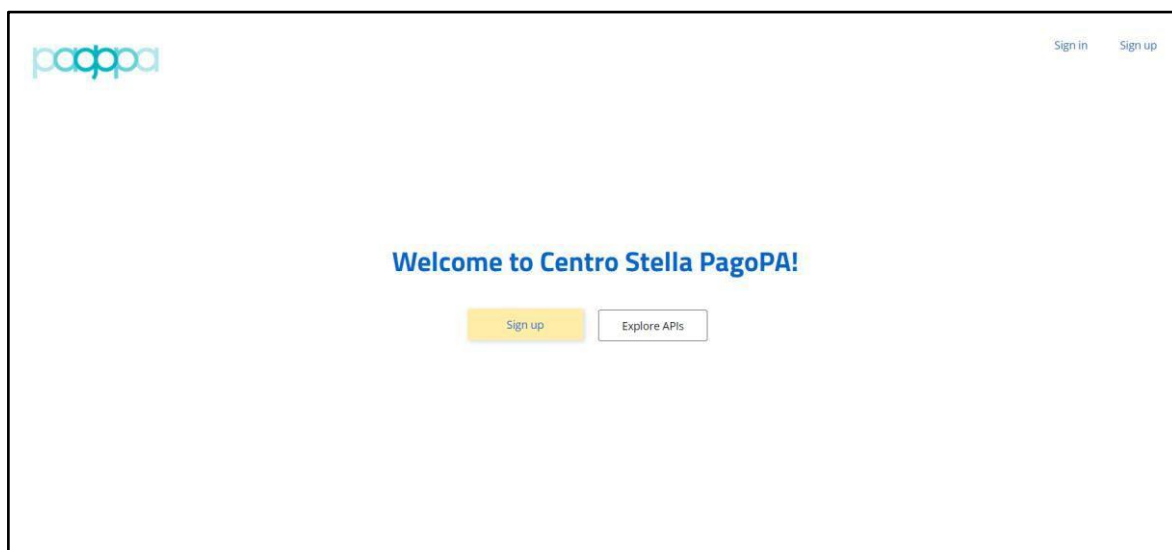 pagopa
Sign in
Sign up
Welcome to Centro Stella PagoPA!
Sign up
Explore APIs